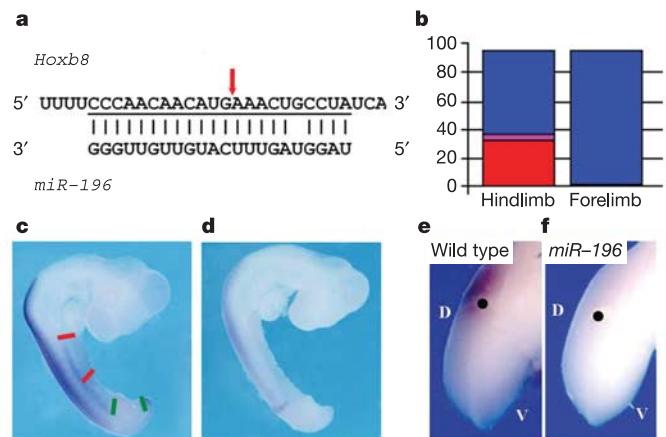 a
Hoxb8
5′ UUUUCCCAACAACAUGAAACUGCCUAUCA 3′
3′ GGGUUGUUGUACUUUGAUGGAU 5′
miR-196
b
100
80
60
40
20
0
Hindlimb Forelimb
c
d
e Wild type
D
V
f miR–196
D
V